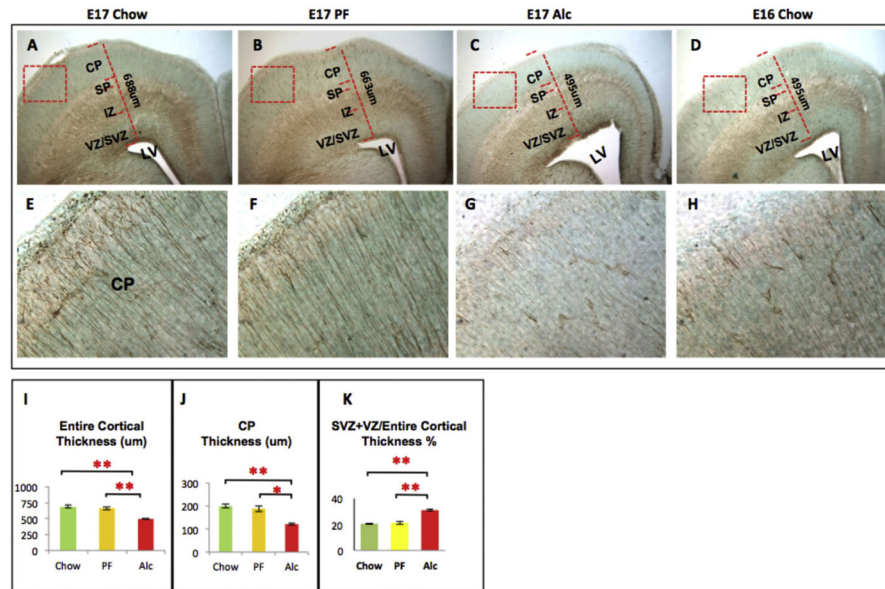 E17 Chow E17 PF E17 Alc E16 Chow
A B C D
CP CP CP CP
SP SP SP SP
688um 663um 495um 495um
IZ IZ IZ IZ
VZ/SVZ VZ/SVZ VZ/SVZ VZ/SVZ
LV LV LV LV
E F G H
CP
I
Entire Cortical
Thickness (um)
** 
**
1000
750
500
250
0
Chow PF Alc
J
CP
Thickness (um)
**
*
300
200
100
0
Chow PF Alc
K
SVZ+VZ/Entire Cortical
Thickness %
**
**
40
20
0
Chow PF Alc